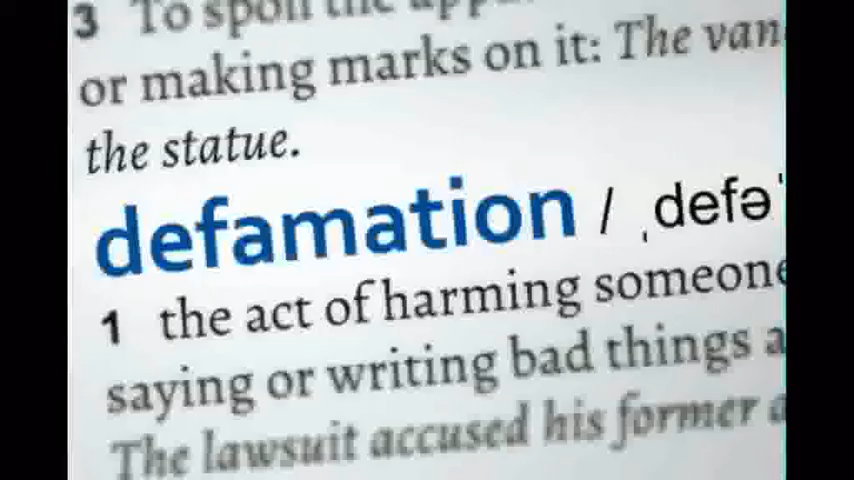 3 To spoil the
or making marks on it: The van
the statue.
defamation / ˌdefəˈ
1 the act of harming someone
saying or writing bad things a
The lawsuit accused his former a